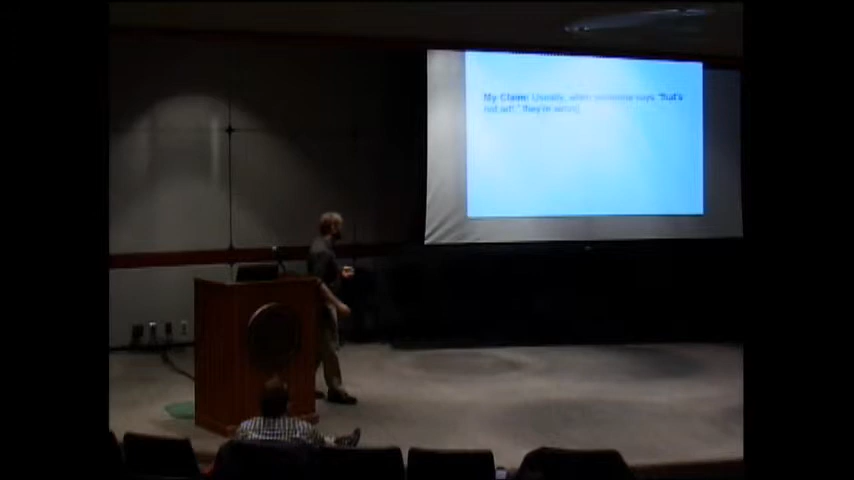 My Claim: Usually, when someone says "that's
not art," they're wrong.